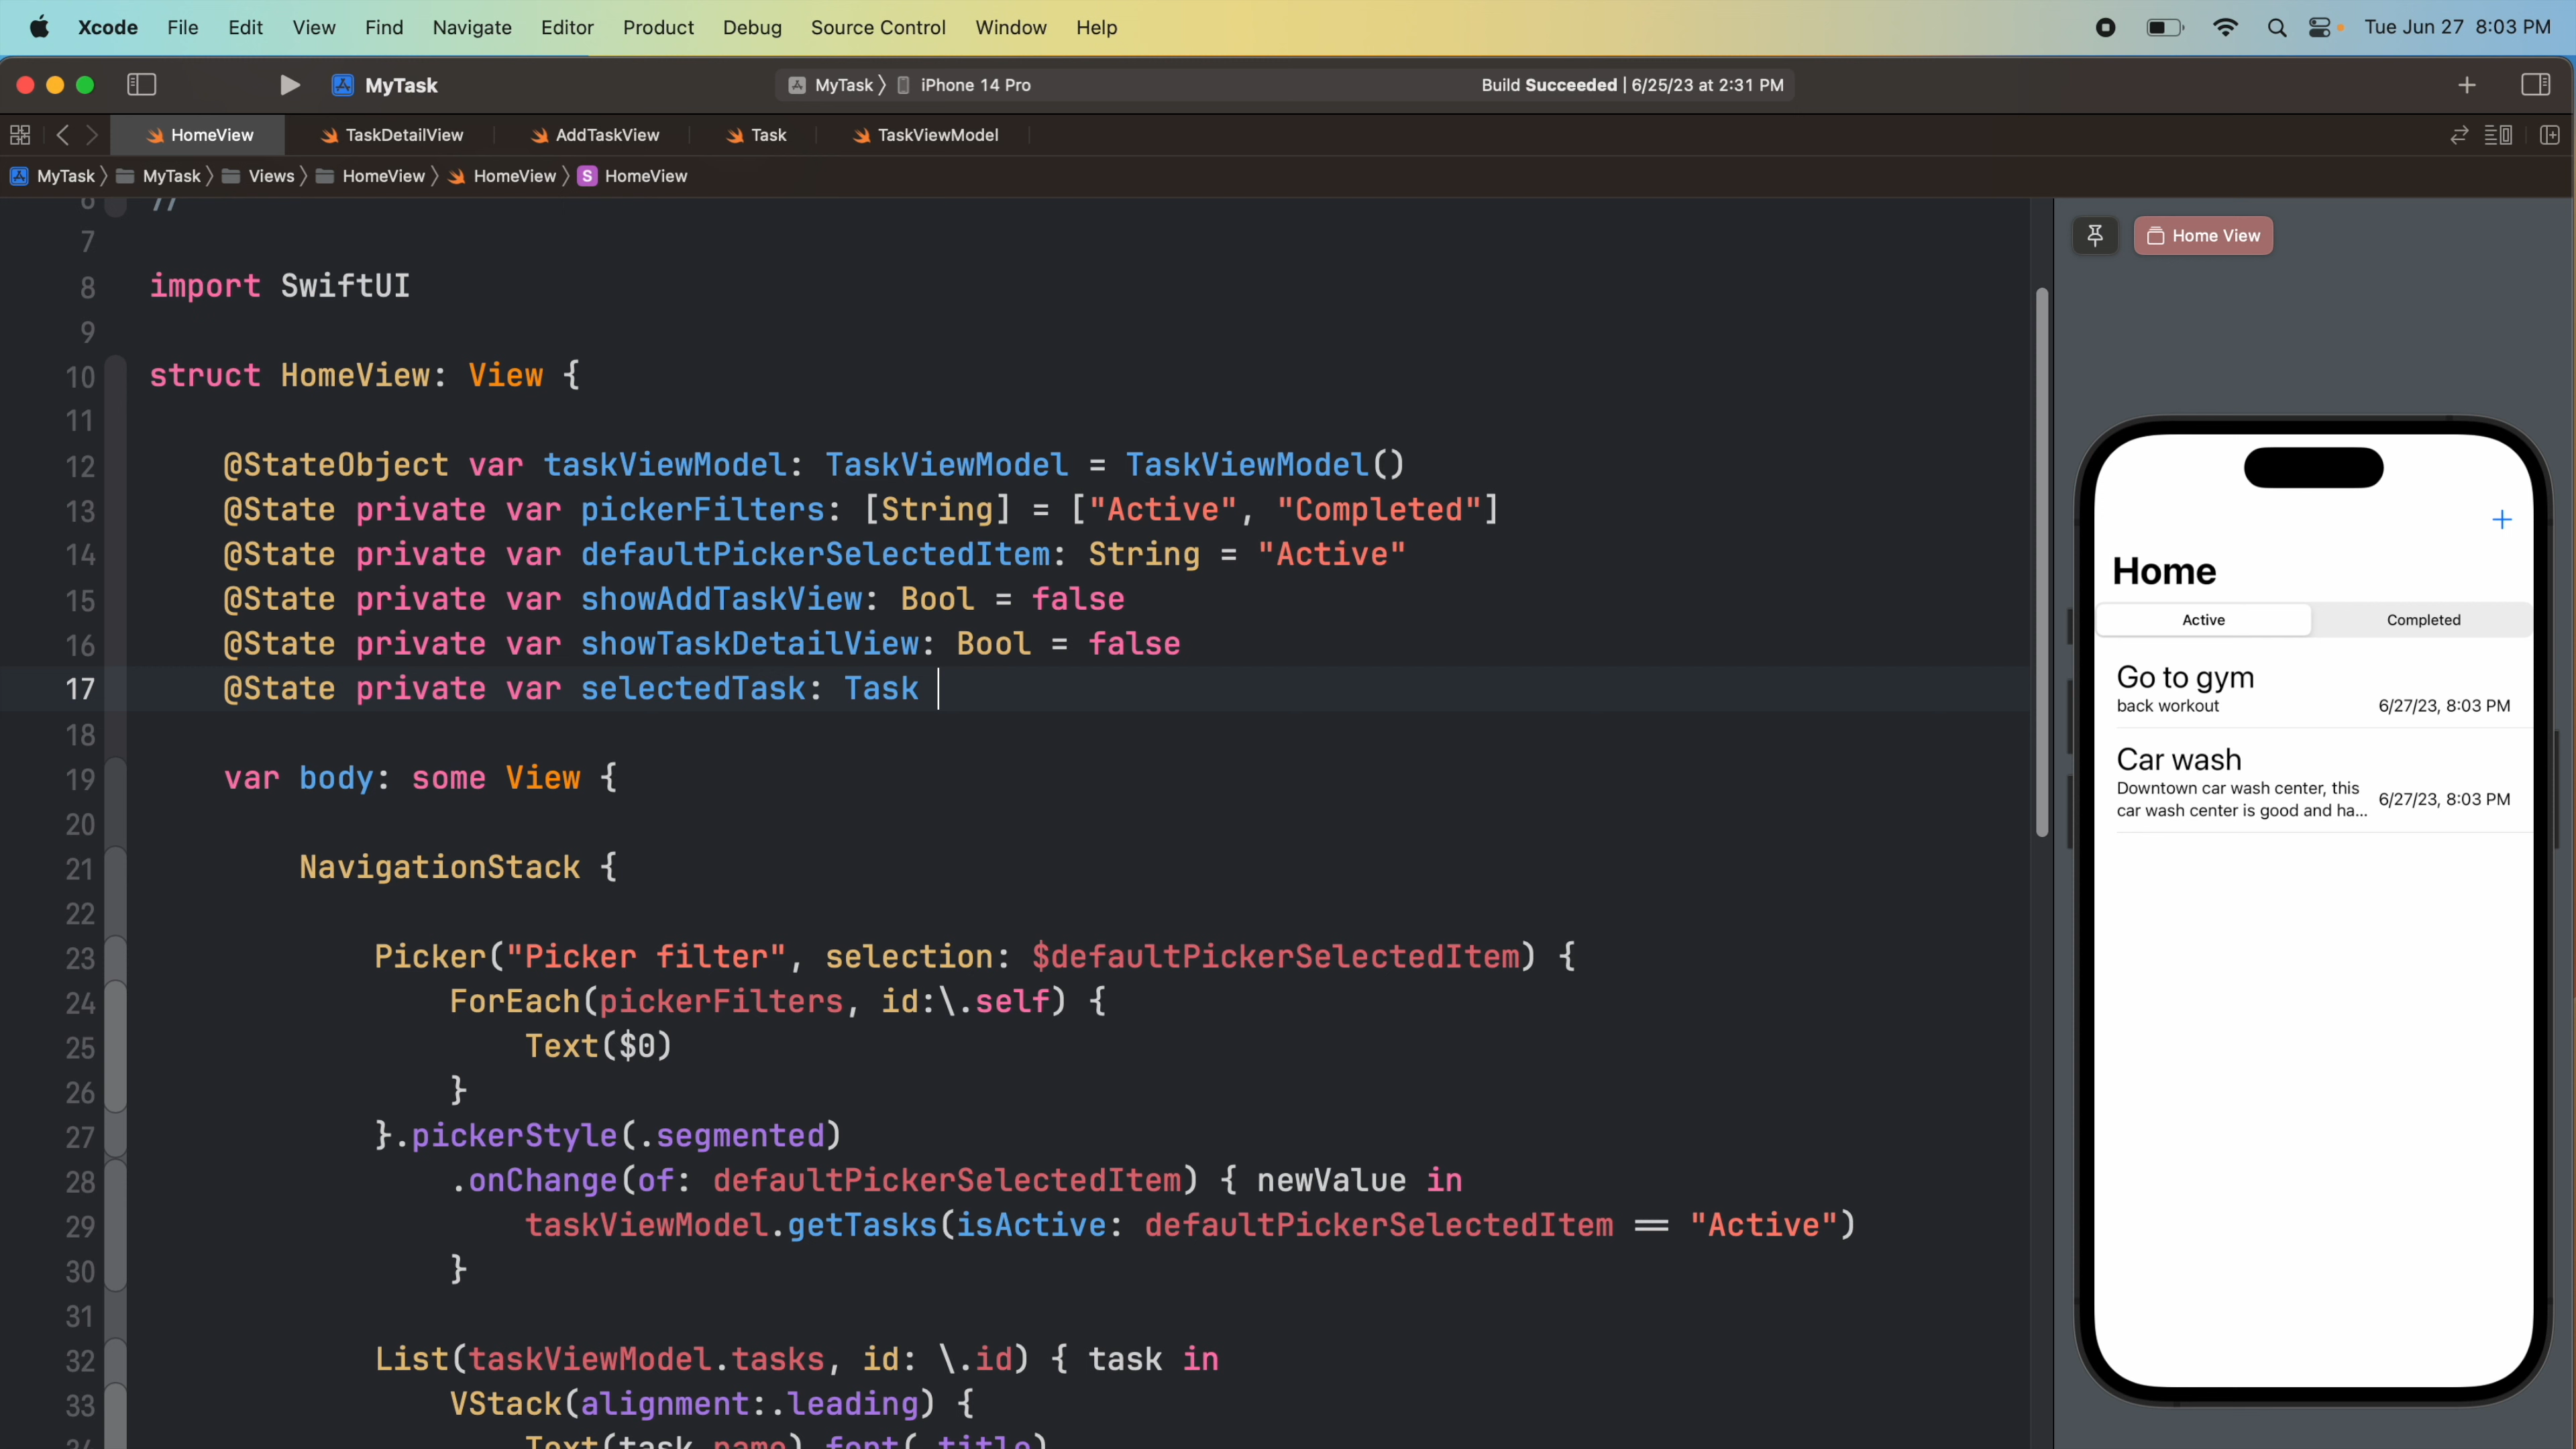 Xcode File Edit View Find Navigate Editor Product Debug Source Control Window Help Tue Jun 27 8:03 PM
MyTask MyTask 〉 iPhone 14 Pro Build Succeeded | 6/25/23 at 2:31 PM
HomeView TaskDetailView AddTaskView Task TaskViewModel
MyTask 〉 MyTask 〉 Views 〉 HomeView 〉 HomeView 〉 S HomeView
6 //
7
8 import SwiftUI
9
10 struct HomeView: View {
11
12 @StateObject var taskViewModel: TaskViewModel = TaskViewModel()
13 @State private var pickerFilters: [String] = ["Active", "Completed"]
14 @State private var defaultPickerSelectedItem: String = "Active"
15 @State private var showAddTaskView: Bool = false
16 @State private var showTaskDetailView: Bool = false
17 @State private var selectedTask: Task
18
19 var body: some View {
20
21 NavigationStack {
22
23 Picker("Picker filter", selection: $defaultPickerSelectedItem) {
24 ForEach(pickerFilters, id:\.self) {
25 Text($0)
26 }
27 }.pickerStyle(.segmented)
28 .onChange(of: defaultPickerSelectedItem) { newValue in
29 taskViewModel.getTasks(isActive: defaultPickerSelectedItem == "Active")
30 }
31
32 List(taskViewModel.tasks, id: \.id) { task in
33 VStack(alignment:.leading) {
34 Text(task.name).font(.title)
Home View
Home
Active Completed
Go to gym
back workout 6/27/23, 8:03 PM
Car wash
Downtown car wash center, this
car wash center is good and ha... 6/27/23, 8:03 PM